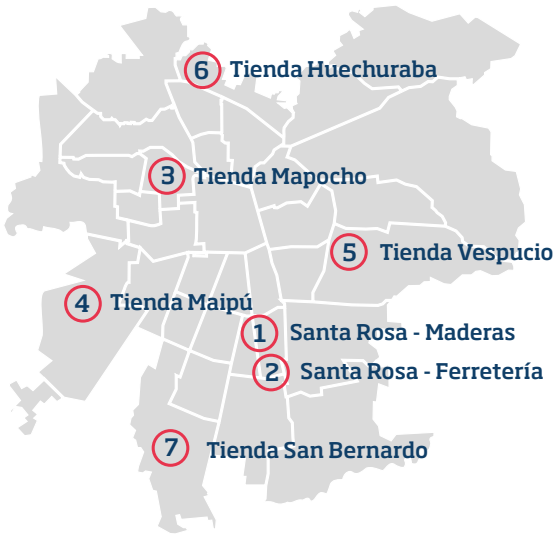 6 Tienda Huechuraba
3 Tienda Mapocho
5 Tienda Vespucio
4 Tienda Maipú
1 Santa Rosa - Maderas
2 Santa Rosa - Ferretería
7 Tienda San Bernardo